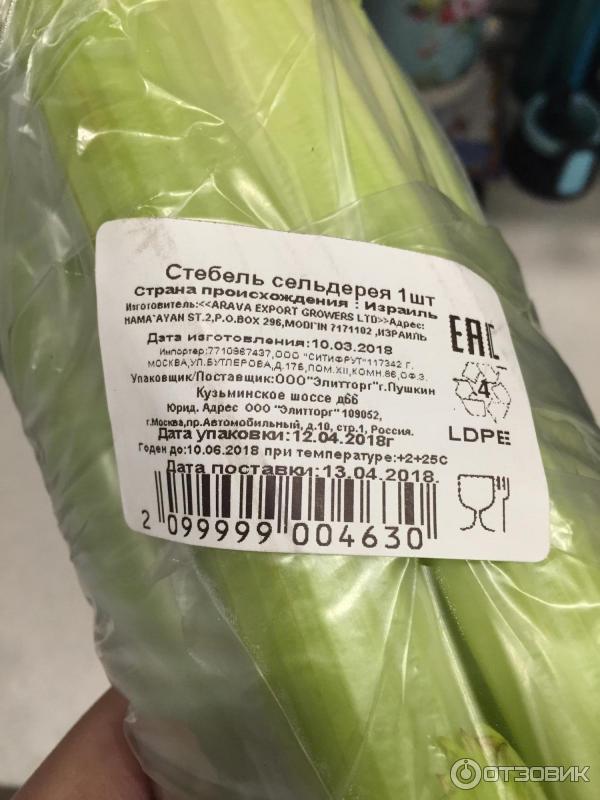 Стебель сельдерея 1шт
Страна происхождения : Израиль
Изготовитель:<<ARAVA EXPORT GROWERS LTD>>Адрес:
HAMA'AYAN ST.2,P.O.BOX 296,MODI'IN 7171102 ,ИЗРАИЛЬ
Дата изготовления:10.03.2018
Импортер:7710967437,ООО "СИТИФРУТ"117342 Г.
МОСКВА,УЛ.БУТЛЕРОВА,Д.17Б,ПОМ.XII,КОМН.86,ОФ.3.
Упаковщик/Поставщик:ООО"Элитторг"г.Пушкин
Кузьминское шоссе д66
Юрид. Адрес ООО "Элитторг" 109052,
г.Москва,пр.Автомобильный, д.10, стр.1, Россия.
Дата упаковки:12.04.2018г
Годен до:10.06.2018 при температуре:+2+25С
Дата поставки:13.04.2018.
2 099999 004630
EAC
4
LDPE
ОТЗОВИК